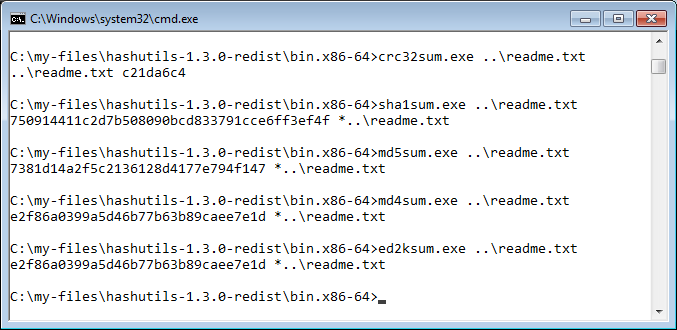 C:\Windows\system32\cmd.exe
C:\my-files\hashutils-1.3.0-redist\bin.x86-64>crc32sum.exe ..\readme.txt
..\readme.txt c21da6c4
C:\my-files\hashutils-1.3.0-redist\bin.x86-64>sha1sum.exe ..\readme.txt
750914411c2d7b508090bcd833791cce6ff3ef4f *..\readme.txt
C:\my-files\hashutils-1.3.0-redist\bin.x86-64>md5sum.exe ..\readme.txt
7381d14a2f5c2136128d4177e794f147 *..\readme.txt
C:\my-files\hashutils-1.3.0-redist\bin.x86-64>md4sum.exe ..\readme.txt
e2f86a0399a5d46b77b63b89caee7e1d *..\readme.txt
C:\my-files\hashutils-1.3.0-redist\bin.x86-64>ed2ksum.exe ..\readme.txt
e2f86a0399a5d46b77b63b89caee7e1d *..\readme.txt
C:\my-files\hashutils-1.3.0-redist\bin.x86-64>